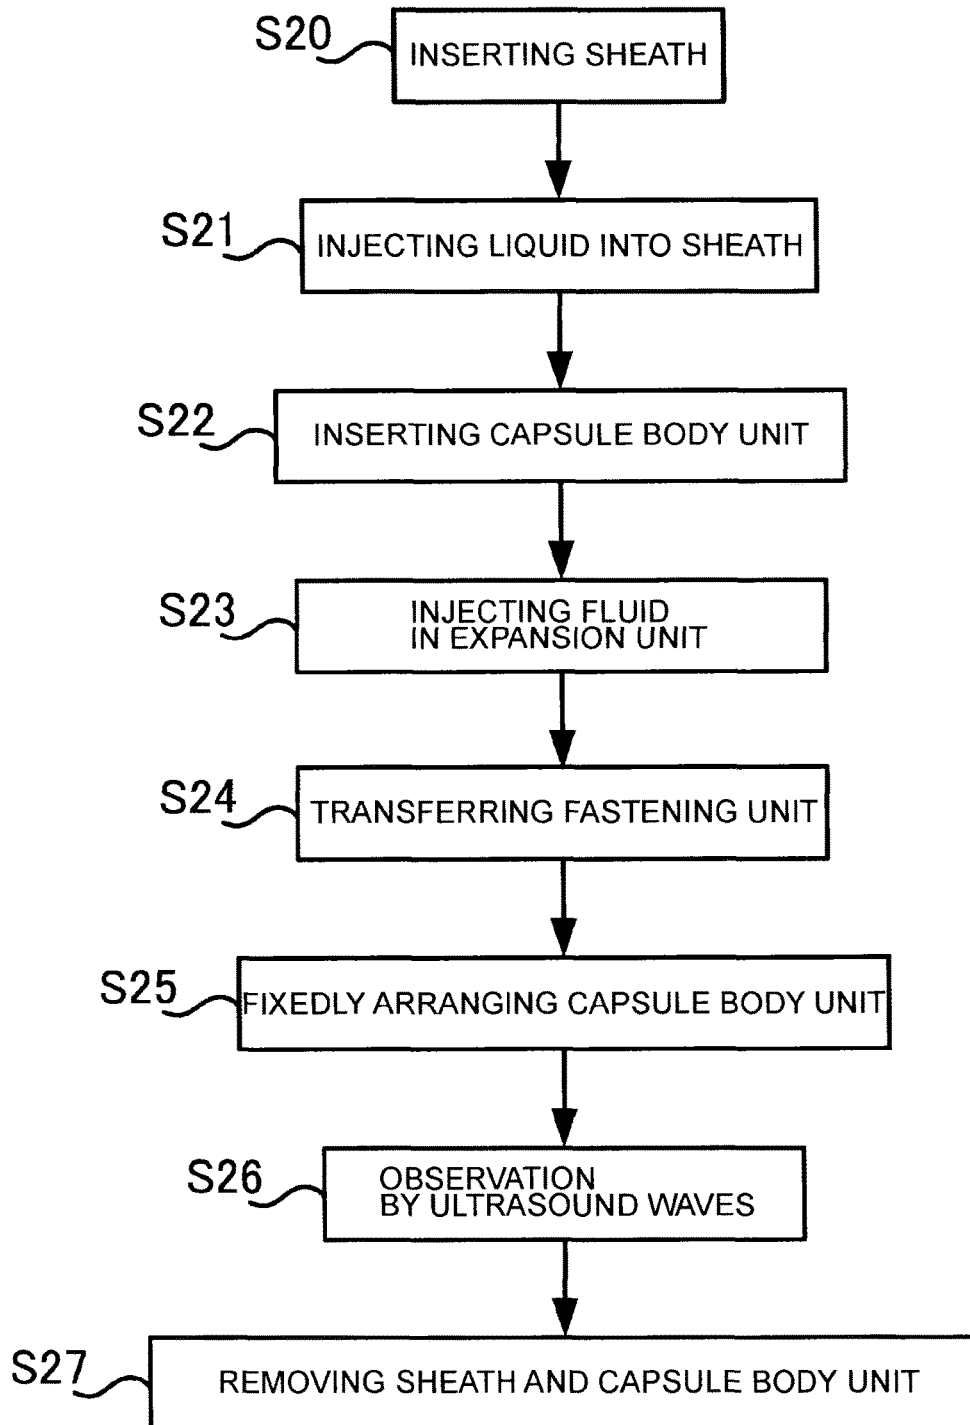 S20
INSERTING SHEATH
S21
INJECTING LIQUID INTO SHEATH
S22
INSERTING CAPSULE BODY UNIT
S23
INJECTING FLUID
IN EXPANSION UNIT
S24
TRANSFERRING FASTENING UNIT
S25
FIXEDLY ARRANGING CAPSULE BODY UNIT
S26
OBSERVATION
BY ULTRASOUND WAVES
S27
REMOVING SHEATH AND CAPSULE BODY UNIT